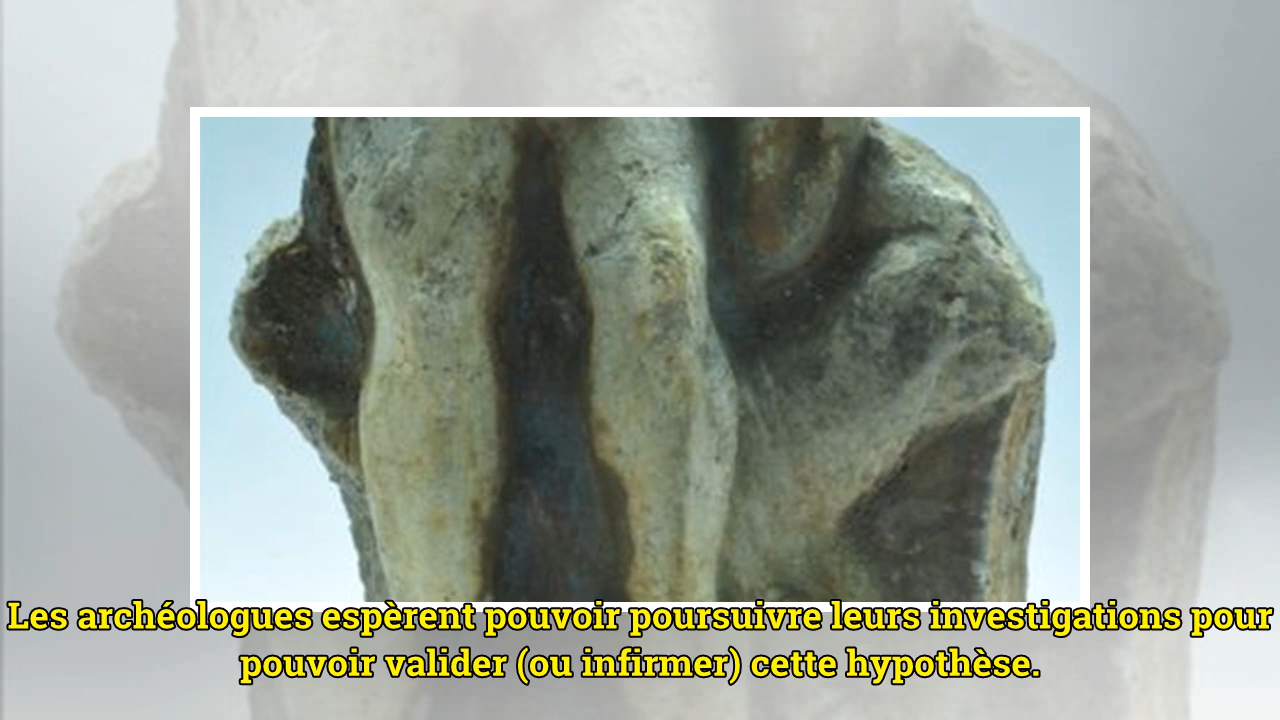 Les archéologues espèrent pouvoir poursuivre leurs investigations pour
pouvoir valider (ou infirmer) cette hypothèse.